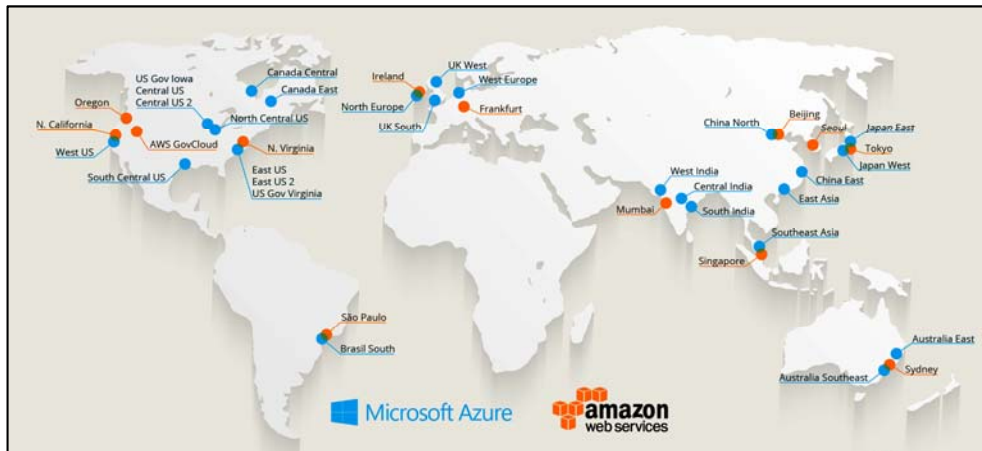 Canada Central
Canada East
US Gov Iowa
Central US
Central US 2
North Central US
Oregon
N. California
West US
AWS GovCloud
South Central US
N. Virginia
East US
East US 2
US Gov Virginia
São Paulo
Brasil South
UK West
West Europe
Ireland
North Europe
Frankfurt
UK South
China North
Beijing
Seoul
Japan East
Tokyo
Japan West
China East
East Asia
West India
Central India
South India
Mumbai
Southeast Asia
Singapore
Australia East
Sydney
Australia Southeast
Microsoft Azure
amazon
web services